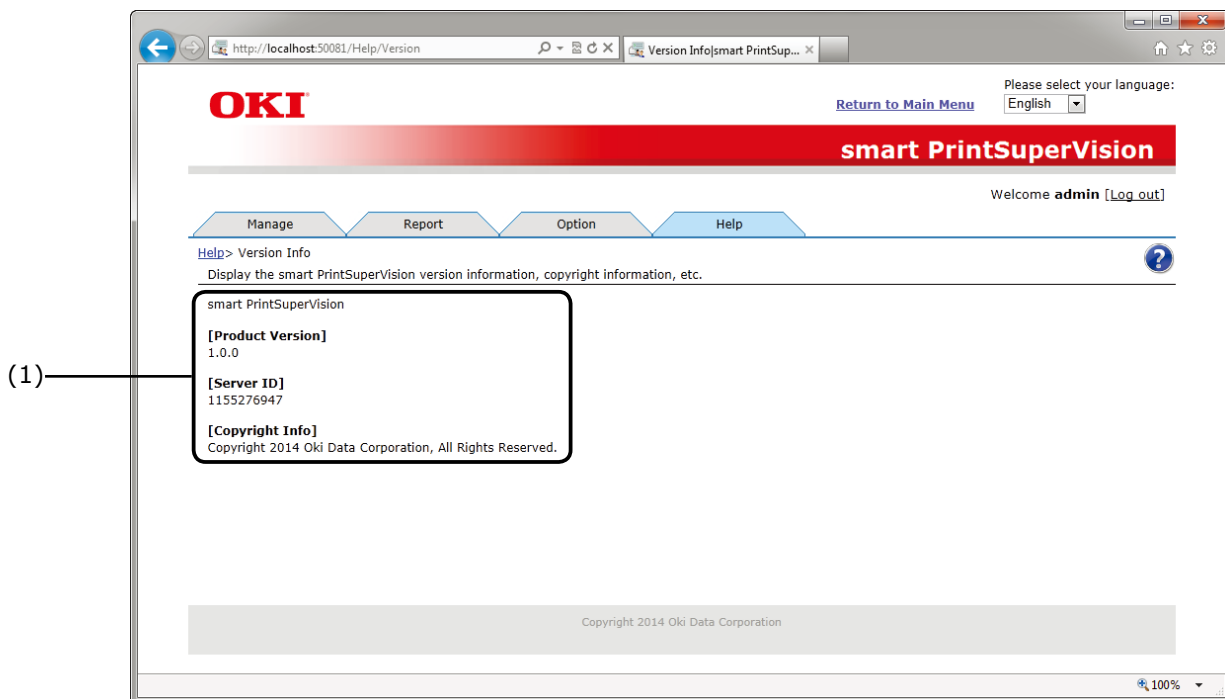 http://localhost:50081/Help/Version
Version Info|smart PrintSup...
OKI
Return to Main Menu
Please select your language:
English
smart PrintSuperVision
Welcome admin [Log out]
Manage
Report
Option
Help
Help> Version Info
Display the smart PrintSuperVision version information, copyright information, etc.
smart PrintSuperVision
[Product Version]
1.0.0
(1)
[Server ID]
1155276947
[Copyright Info]
Copyright 2014 Oki Data Corporation, All Rights Reserved.
Copyright 2014 Oki Data Corporation
100%